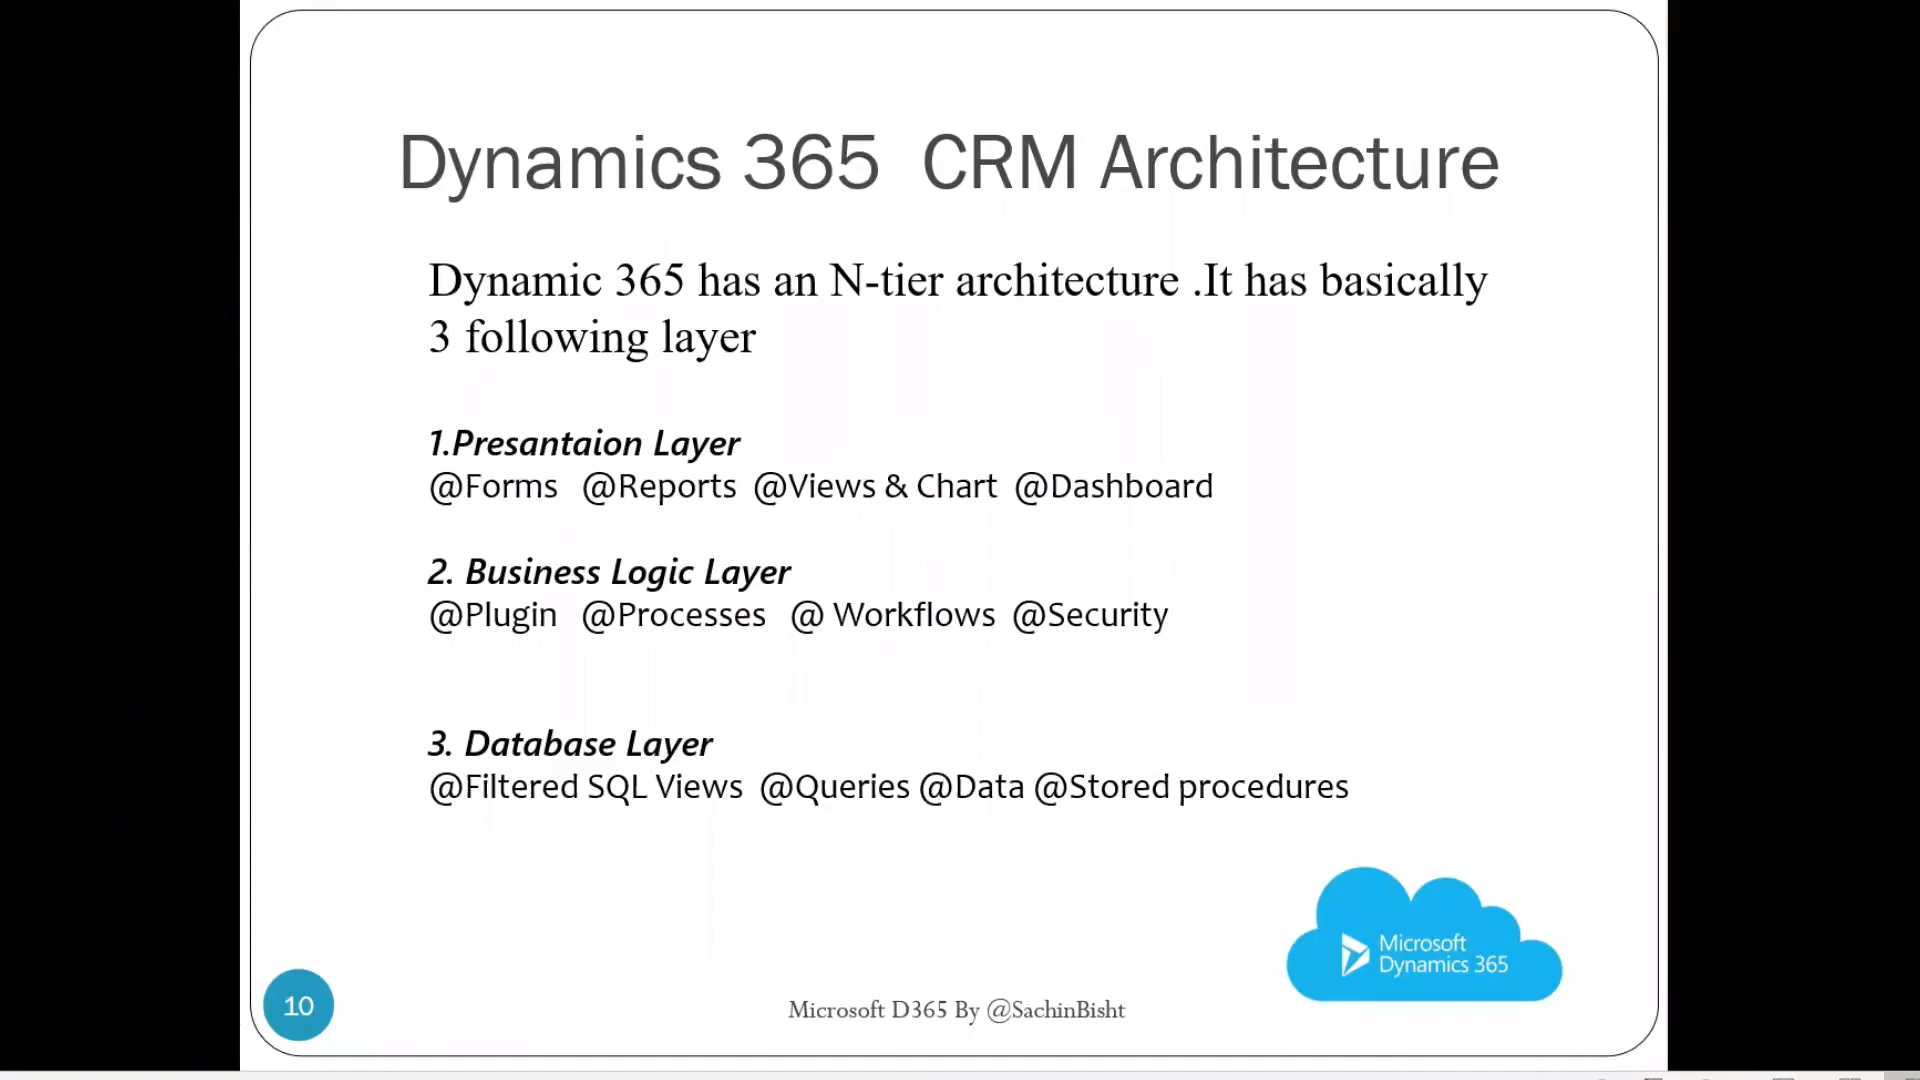 Dynamics 365 CRM Architecture
Dynamic 365 has an N-tier architecture .It has basically
3 following layer
1.Presantaion Layer
@Forms @Reports @Views & Chart @Dashboard
2. Business Logic Layer
@Plugin @Processes @ Workflows @Security
3. Database Layer
@Filtered SQL Views @Queries @Data @Stored procedures
Microsoft
Dynamics 365
10
Microsoft D365 By @SachinBisht